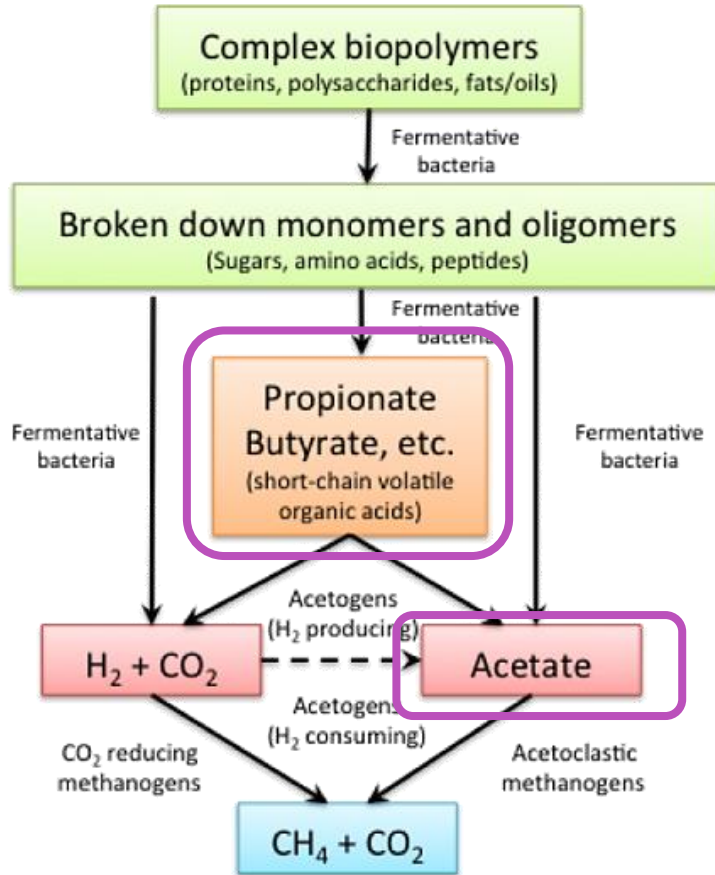 Complex biopolymers
(proteins, polysaccharides, fats/oils)
Fermentative
bacteria
Broken down monomers and oligomers
(Sugars, amino acids, peptides)
Fermentative
bacteria
Propionate
Butyrate, etc.
(short-chain volatile
organic acids)
Fermentative
bacteria
Fermentative
bacteria
Acetogens
(H₂ producing)
H₂ + CO₂
Acetate
Acetogens
(H₂ consuming)
CO₂ reducing
methanogens
Acetoclastic
methanogens
CH₄ + CO₂